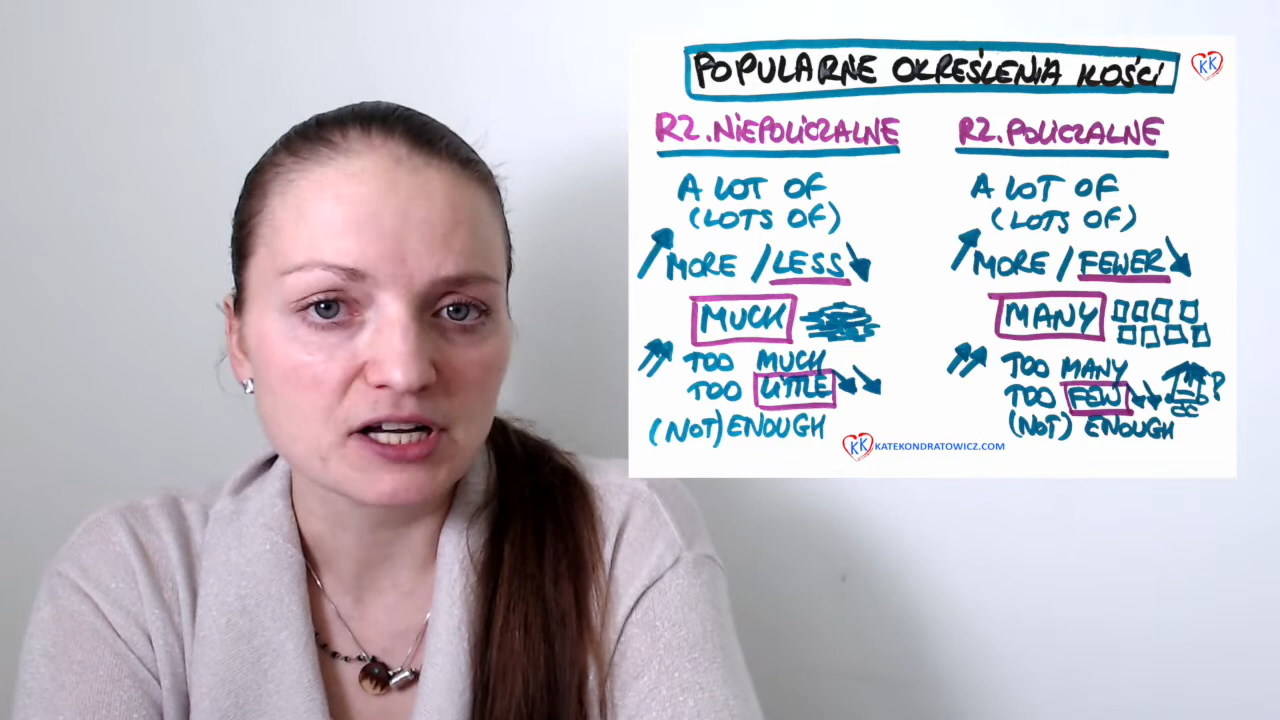 POPULARNE OKREŚLENIA ILOŚCI
KK
RZ. NIEPOLICZALNE
A LOT OF
(LOTS OF)
MORE / LESS
MUCH
TOO MUCH
TOO LITTLE
(NOT) ENOUGH
RZ. POLICZALNE
A LOT OF
(LOTS OF)
MORE / FEWER
MANY
TOO MANY
TOO FEW
(NOT) ENOUGH
KK KATEKONDRATOWICZ.COM